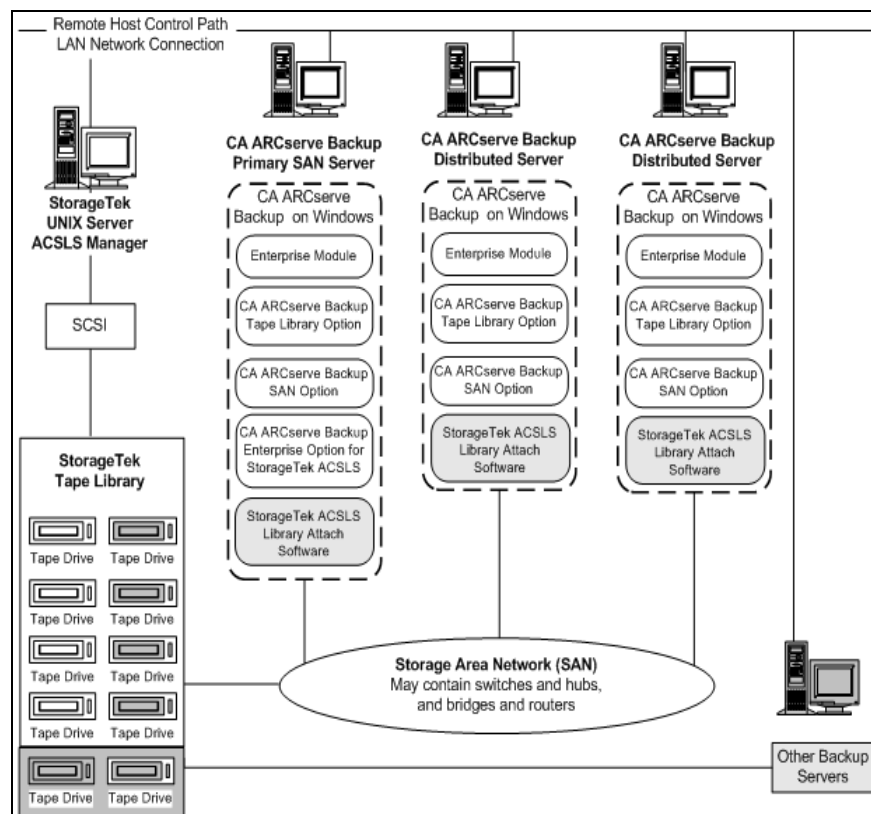 Remote Host Control Path
LAN Network Connection
StorageTek
UNIX Server
ACSLS Manager
SCSI
StorageTek
Tape Library
Tape Drive Tape Drive
Tape Drive Tape Drive
Tape Drive Tape Drive
Tape Drive Tape Drive
Tape Drive Tape Drive
CA ARCserve Backup
Primary SAN Server
CA ARCserve
Backup on Windows
Enterprise Module
CA ARCserve Backup
Tape Library Option
CA ARCserve Backup
SAN Option
CA ARCserve Backup
Enterprise Option for
StorageTek ACSLS
StorageTek ACSLS
Library Attach
Software
CA ARCserve Backup
Distributed Server
CA ARCserve
Backup on Windows
Enterprise Module
CA ARCserve Backup
Tape Library Option
CA ARCserve Backup
SAN Option
StorageTek ACSLS
Library Attach
Software
CA ARCserve Backup
Distributed Server
CA ARCserve
Backup on Windows
Enterprise Module
CA ARCserve Backup
Tape Library Option
CA ARCserve Backup
SAN Option
StorageTek ACSLS
Library Attach
Software
Storage Area Network (SAN)
May contain switches and hubs,
and bridges and routers
Other Backup
Servers